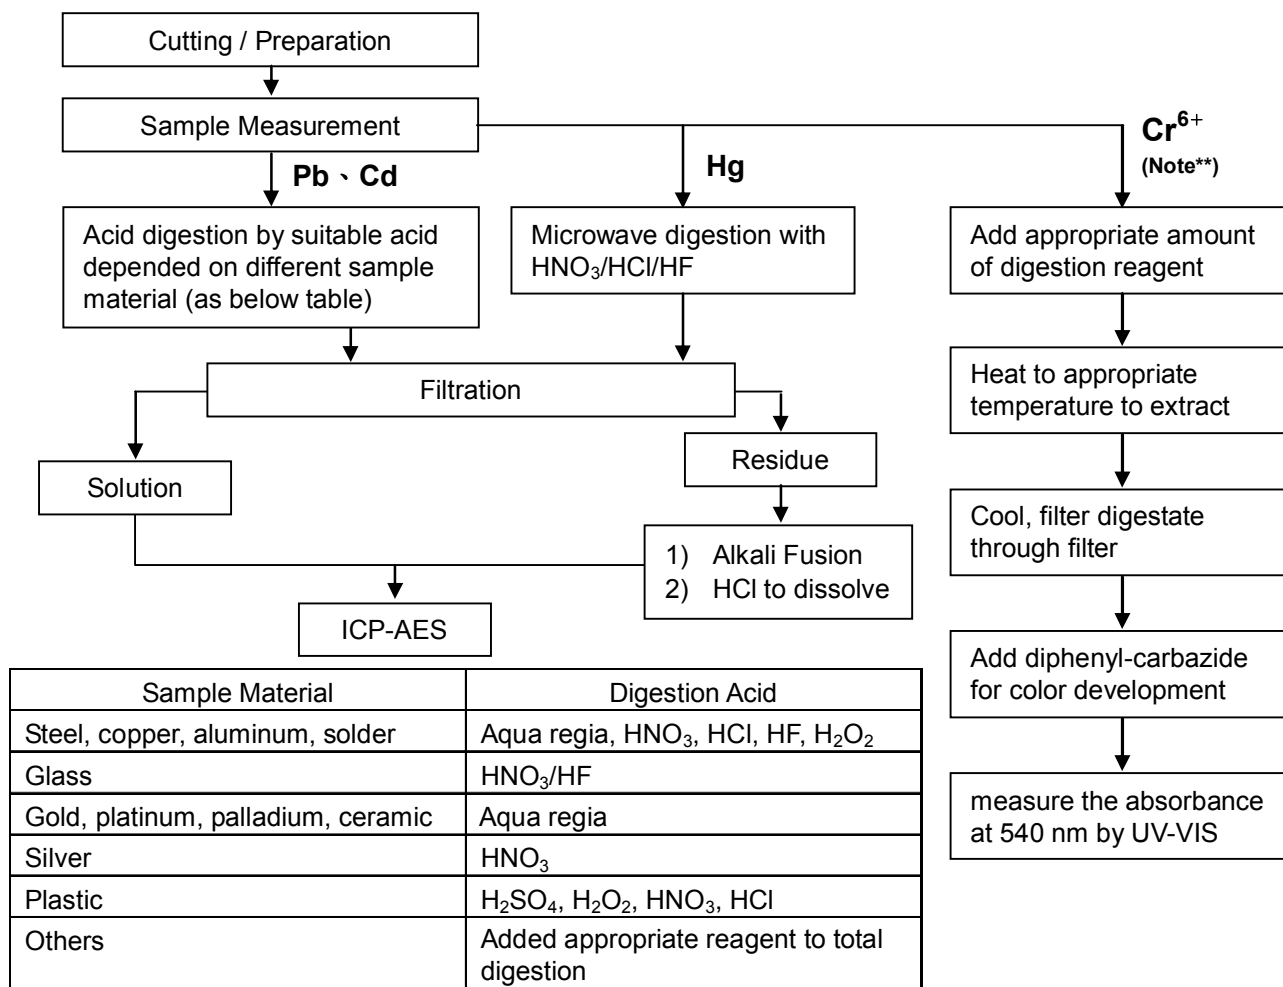 Cutting / Preparation
Sample Measurement
Pb、Cd
Hg
Cr⁶⁺
(Note**)
Acid digestion by suitable acid
depended on different sample
material (as below table)
Microwave digestion with
HNO₃/HCl/HF
Add appropriate amount
of digestion reagent
Filtration
Heat to appropriate
temperature to extract
Solution
Residue
Cool, filter digestate
through filter
1) Alkali Fusion
2) HCl to dissolve
ICP-AES
Add diphenyl-carbazide
for color development
measure the absorbance
at 540 nm by UV-VIS
Sample Material Digestion Acid
Steel, copper, aluminum, solder Aqua regia, HNO₃, HCl, HF, H₂O₂
Glass HNO₃/HF
Gold, platinum, palladium, ceramic Aqua regia
Silver HNO₃
Plastic H₂SO₄, H₂O₂, HNO₃, HCl
Others Added appropriate reagent to total
digestion